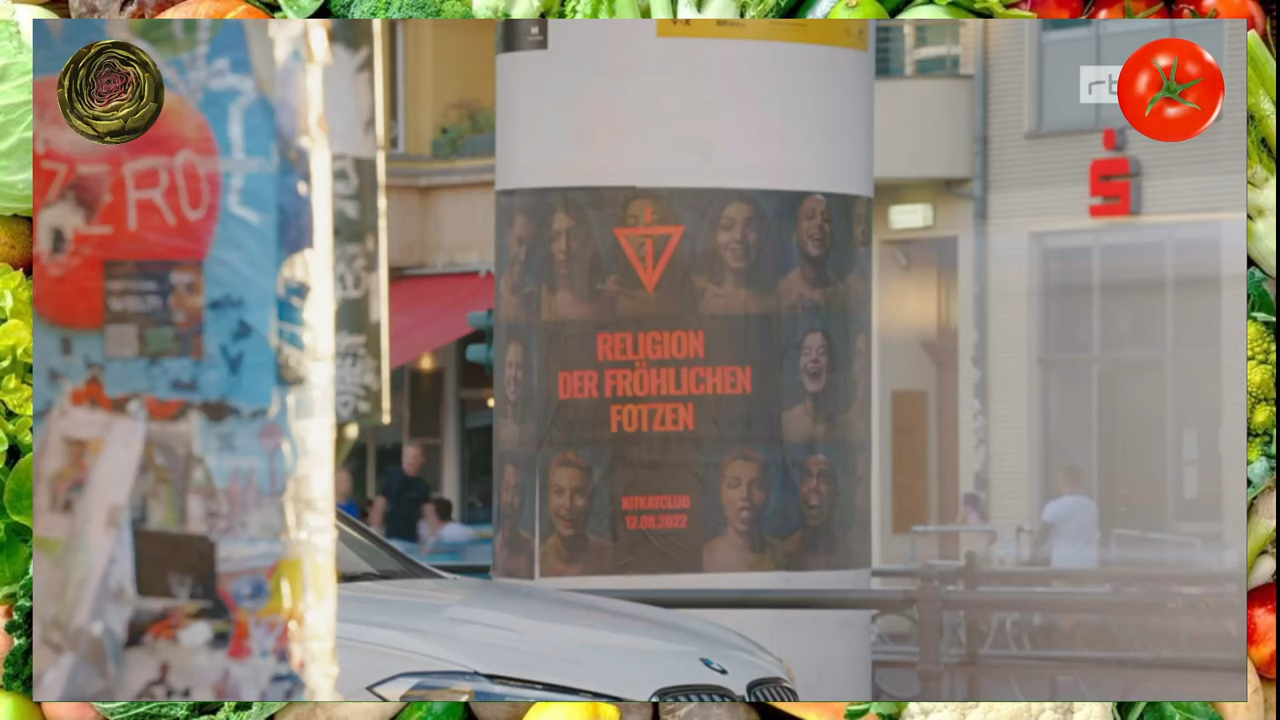 ZERO
RELIGION
DER FRÖHLICHEN
FOTZEN
KITKATCLUB
12.08.2022